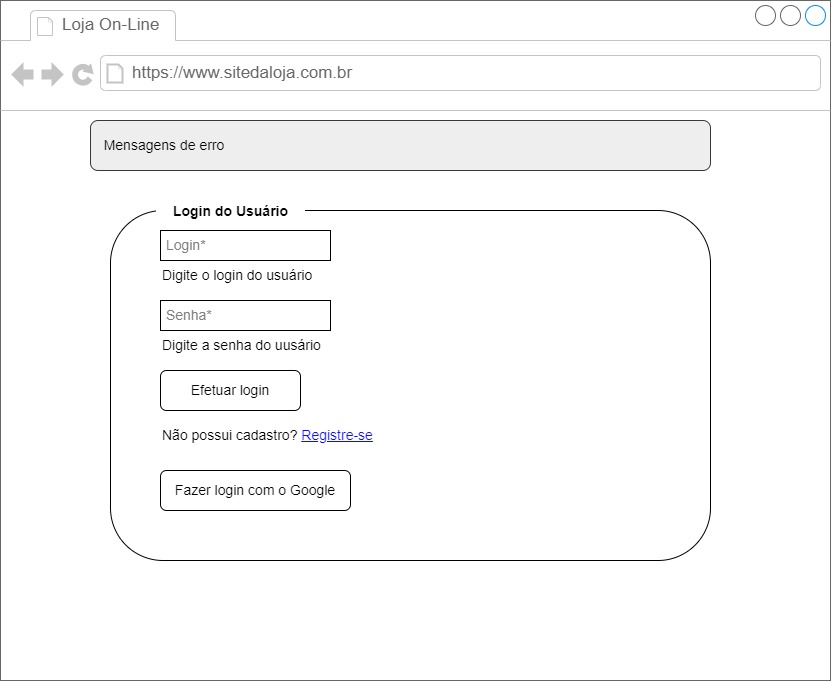 Loja On-Line
https://www.sitedaloja.com.br
Mensagens de erro
Login do Usuário
Login*
Digite o login do usuário
Senha*
Digite a senha do uusário
Efetuar login
Não possui cadastro? Registre-se
Fazer login com o Google